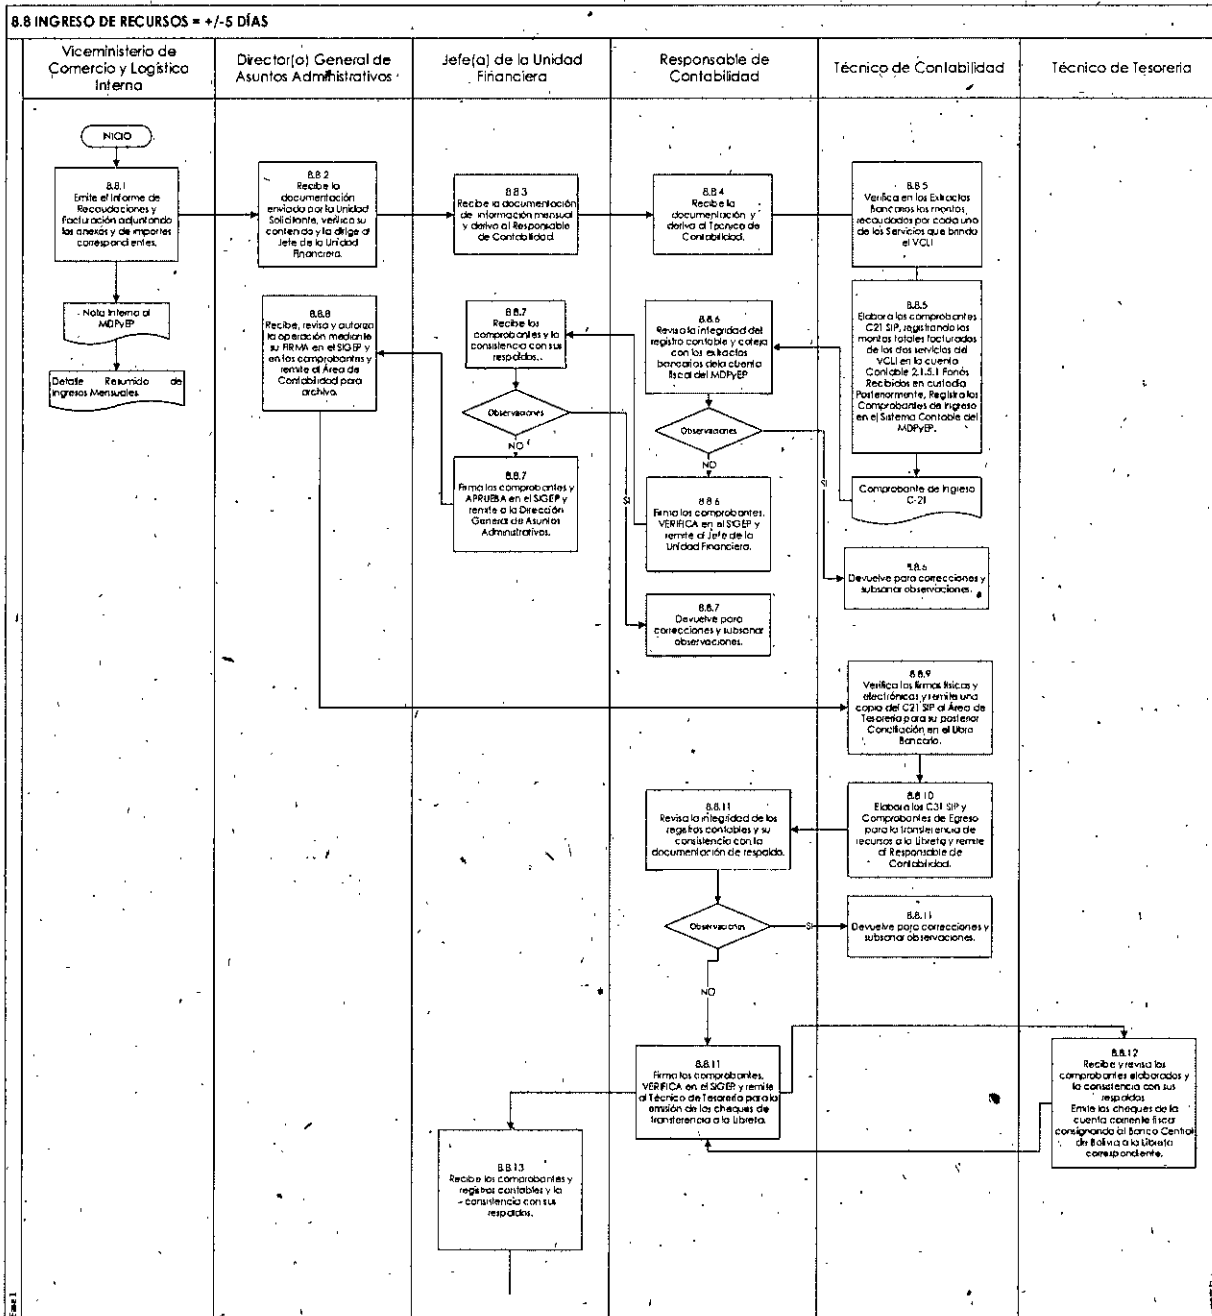 8.8 INGRESO DE RECURSOS = +/-5 DÍAS
Viceministerio de
Comercio y Logística
Interna
Director(a) General de
Asuntos Administrativos
Jefe(a) de la Unidad
Financiera
Responsable de
Contabilidad
Técnico de Contabilidad
Técnico de Tesoreria
INICIO
8.8.1
Emite el Informe de
Recaudaciones y
Facturación adjuntando
los anexos y de importes
correspondientes.
8.8.2
Recibe la
documentación
enviada por la Unidad
Solicitante, verifica su
contenido y la dirige al
Jefe de la Unidad
Financiera.
8.8.3
Recibe la documentación
de información mensual
y deriva al Responsable
de Contabilidad.
8.8.4
Recibe la
documentación y
deriva al Técnico de
Contabilidad.
8.8.5
Verifica en los Extractos
Bancarios los montos
recaudados por cada uno
de los Servicios que brinda
el VCLI
Nota Interna al
MDPyEP
Detalle Resumido de
Ingresos Mensuales.
8.8.8
Recibe, revisa y autoriza
la operación mediante
su FIRMA en el SIGEP y
en los comprobantes y
remite al Área de
Contabilidad para
archivo.
8.8.7
Recibe los
comprobantes y la
consistencia con sus
respaldos.
8.8.6
Revisa la integridad del
registro contable y coteja
con los extractos
bancarios de la cuenta
fiscal del MDPyEP
8.8.5
Elabora los comprobantes
C21 SIP, registrando los
montos totales facturados
de los dos servicios del
VCLI en la cuenta
Contable 2.1.5.1 Fondos
Recibidos en custodia
Posteriormente, Registra los
Comprobantes de Ingreso
en el Sistema Contable del
MDPyEP.
Observaciones
NO
SI
Observaciones
NO
SI
8.8.7
Firma los comprobantes y
APRUEBA en el SIGEP y
remite a la Dirección
General de Asuntos
Administrativos.
8.8.6
Firma los comprobantes,
VERIFICA en el SIGEP y
remite al Jefe de la
Unidad Financiera.
Comprobante de Ingreso
C-21
8.8.6
Devuelve para correcciones y
subsanar observaciones.
8.8.7
Devuelve para
correcciones y subsanar
observaciones.
8.8.9
Verifica las firmas físicas y
electrónicas y remite una
copia del C21 SIP al Área de
Tesorería para su posterior
Conciliación en el Libro
Bancario.
8.8.10
Elabora los C31 SIP y
Comprobantes de Egreso
para la transferencia de
recursos a la Libreta y remite
al Responsable de
Contabilidad.
8.8.11
Revisa la integridad de los
registros contables y su
consistencia con la
documentación de respaldo.
Observaciones
SI
8.8.11
Devuelve para correcciones y
subsanar observaciones.
NO
8.8.11
Firma los comprobantes,
VERIFICA en el SIGEP y remite
al Técnico de Tesorería para la
emisión de los cheques de
transferencia a la Libreta.
8.8.12
Recibe y revisa los
comprobantes elaborados y
la consistencia con sus
respaldos
Emite los cheques de la
cuenta corriente fiscal
consignando al Banco Central
de Bolivia a la Libreta
correspondiente.
8.8.13
Recibe los comprobantes y
registros contables y la
consistencia con sus
respaldos.